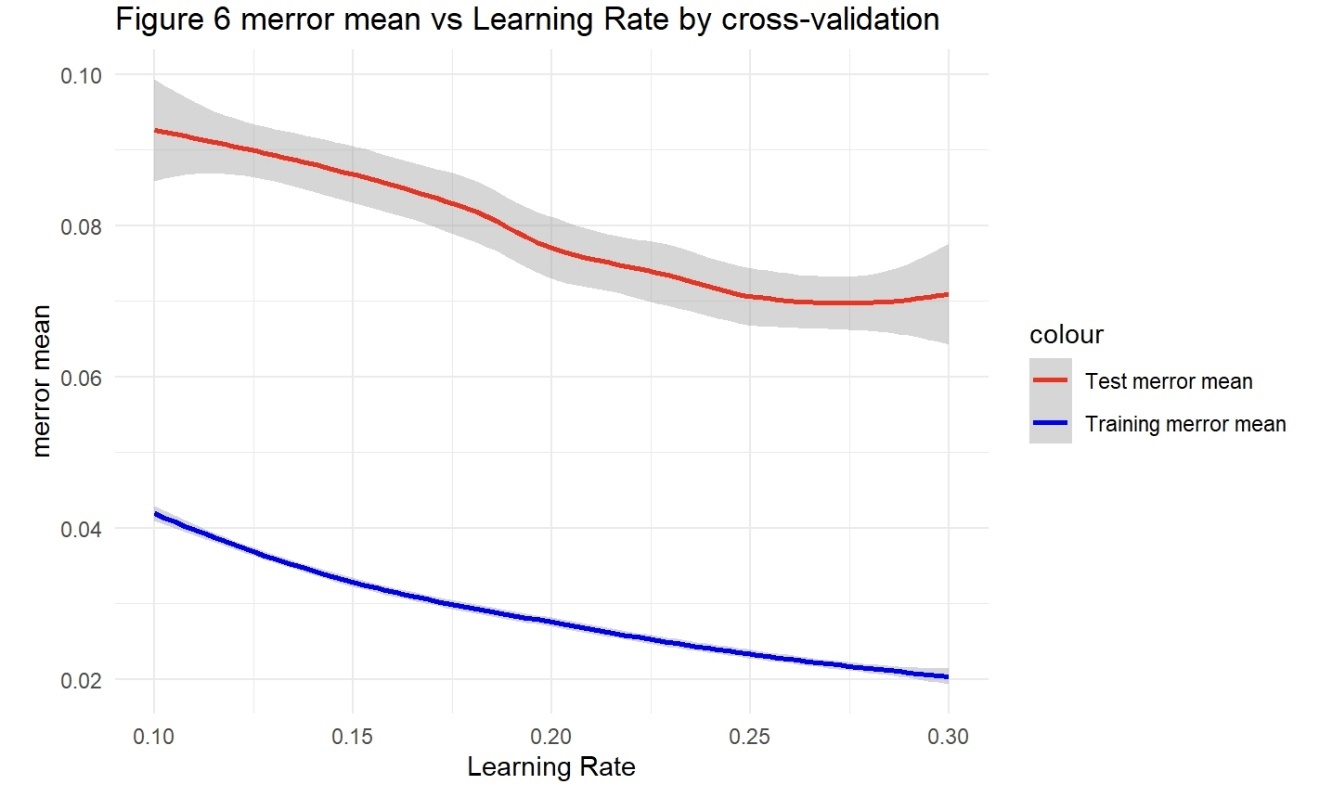 Figure 6 merror mean vs Learning Rate by cross-validation
0.10
0.08
0.06
0.04
0.02
merror mean
0.10 0.15 0.20 0.25 0.30
Learning Rate
colour
Test merror mean
Training merror mean